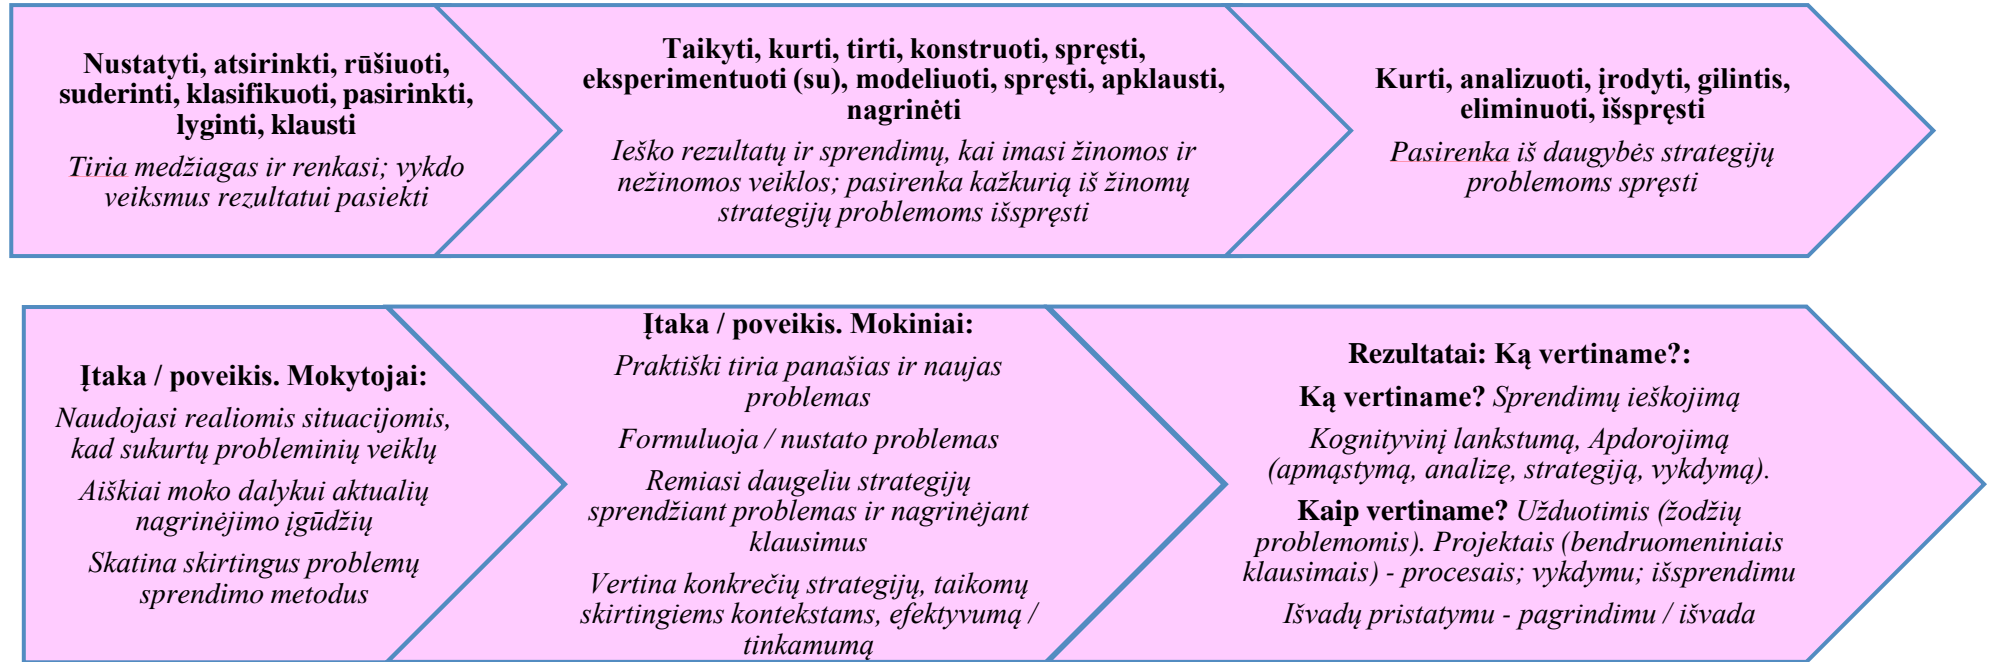 Nustatyti, atsirinkti, rūšiuoti,
suderinti, klasifikuoti, pasirinkti,
lyginti, klausti
Tiria medžiagas ir renkasi; vykdo
veiksmus rezultatui pasiekti
Taikyti, kurti, tirti, konstruoti, spręsti,
eksperimentuoti (su), modeliuoti, spręsti, apklausti,
nagrinėti
Ieško rezultatų ir sprendimų, kai imasi žinomos ir
nežinomos veiklos; pasirenka kažkurią iš žinomų
strategijų problemoms išspręsti
Kurti, analizuoti, įrodyti, gilintis,
eliminuoti, išspręsti
Pasirenka iš daugybės strategijų
problemoms spręsti
Įtaka / poveikis. Mokytojai:
Naudojasi realiomis situacijomis,
kad sukurtų probleminių veiklų
Aiškiai moko dalykui aktualių
nagrinėjimo įgūdžių
Skatina skirtingus problemų
sprendimo metodus
Įtaka / poveikis. Mokiniai:
Praktiški tiria panašias ir naujas
problemas
Formuluoja / nustato problemas
Remiasi daugeliu strategijų
sprendžiant problemas ir nagrinėjant
klausimus
Vertina konkrečių strategijų, taikomų
skirtingiems kontekstams, efektyvumą /
tinkamumą
Rezultatai: Ką vertiname?:
Ką vertiname? Sprendimų ieškojimą
Kognityvinį lankstumą, Apdorojimą
(apmąstymą, analizę, strategiją, vykdymą).
Kaip vertiname? Užduotimis (žodžių
problemomis). Projektais (bendruomeniniais
klausimais) - procesais; vykdymu; išsprendimu
Išvadų pristatymu - pagrindimu / išvada